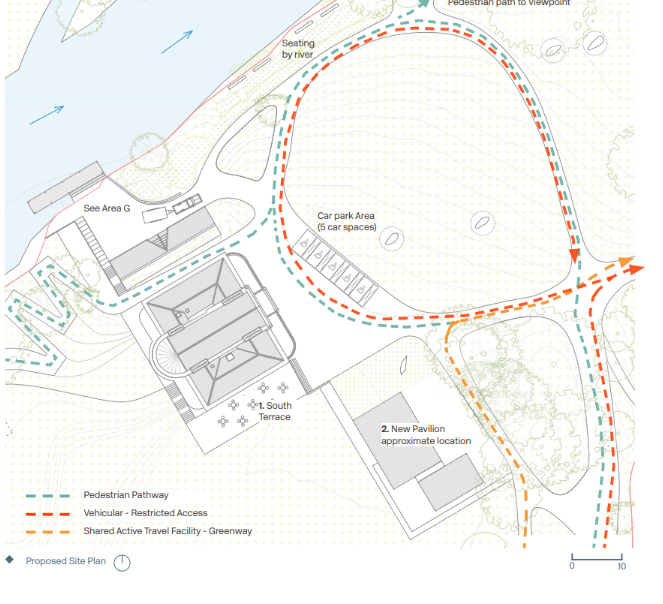 Pedestrian path to Viewpoint
Seating
by river
See Area G
Car park Area
(5 car spaces)
1. South
Terrace
2. New Pavilion
approximate location
Pedestrian Pathway
Vehicular - Restricted Access
Shared Active Travel Facility - Greenway
Proposed Site Plan
0 10